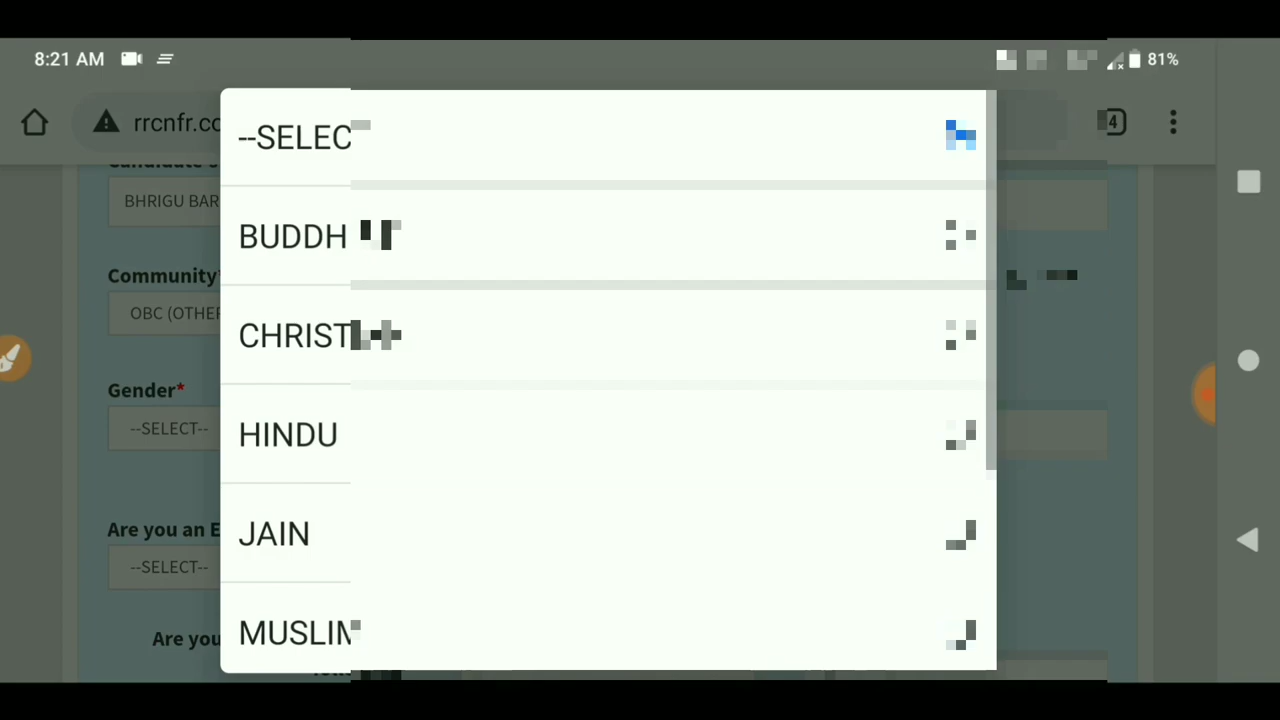 8:21 AM
81%
rrcnfr.co
4
--SELEC
BHRIGU BAR
BUDDH
Community*
OBC (OTHER
CHRIST
Gender*
--SELECT--
HINDU
Are you an E
JAIN
--SELECT--
Are you
MUSLIM